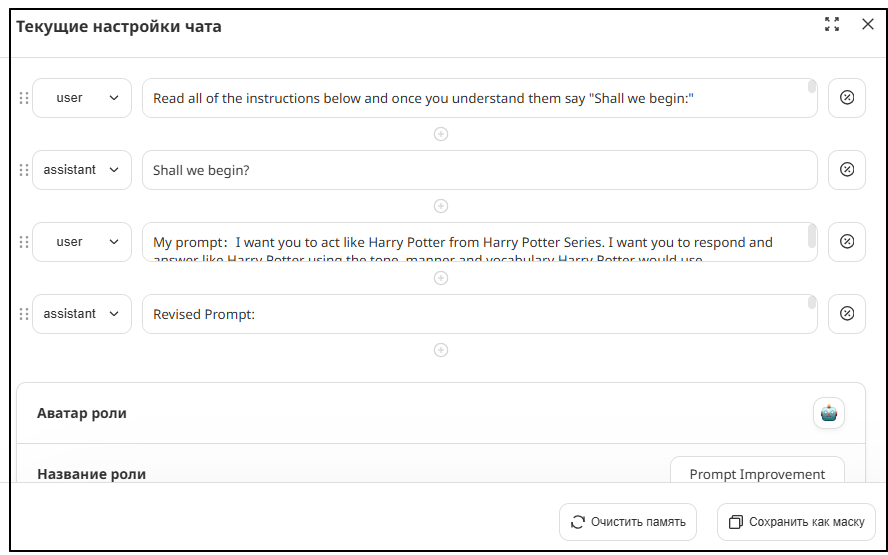 Текущие настройки чата
user
Read all of the instructions below and once you understand them say "Shall we begin:"
assistant
Shall we begin?
user
My prompt: I want you to act like Harry Potter from Harry Potter Series. I want you to respond and
answer like Harry Potter using the tone, manner and vocabulary Harry Potter would use.
assistant
Revised Prompt:
Аватар роли
Название роли
Prompt Improvement
Очистить память
Сохранить как маску